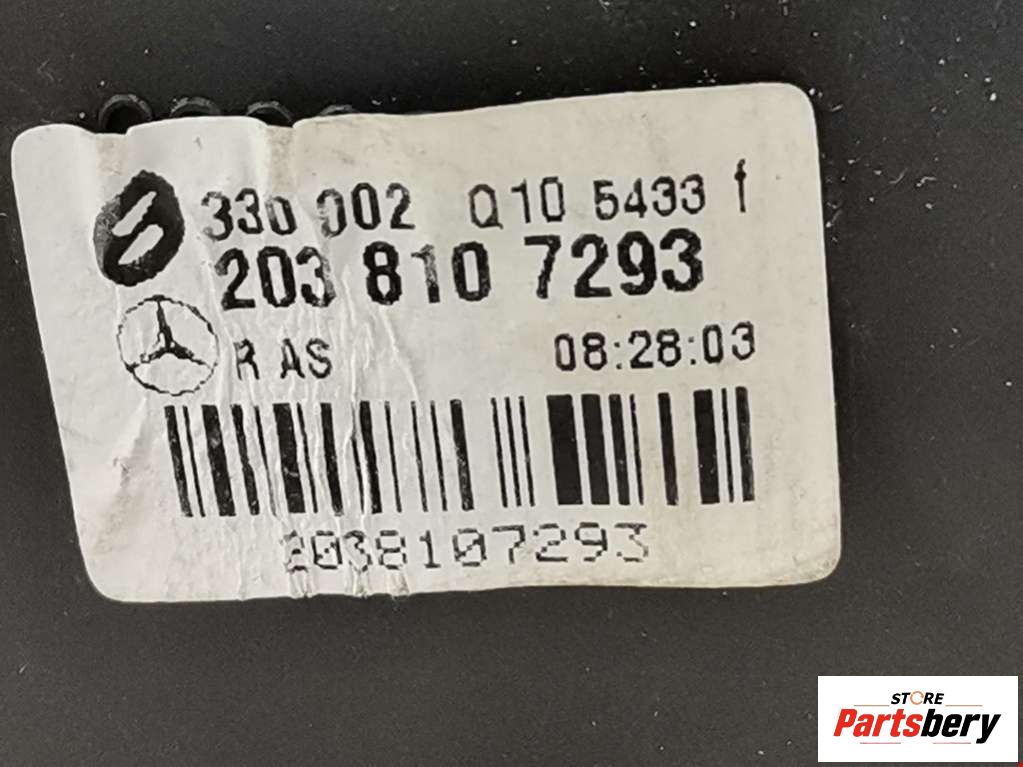 330 002 Q10 5433 f
203 810 7293
R AS 08:28:03
2038107293
STORE
Partsbery